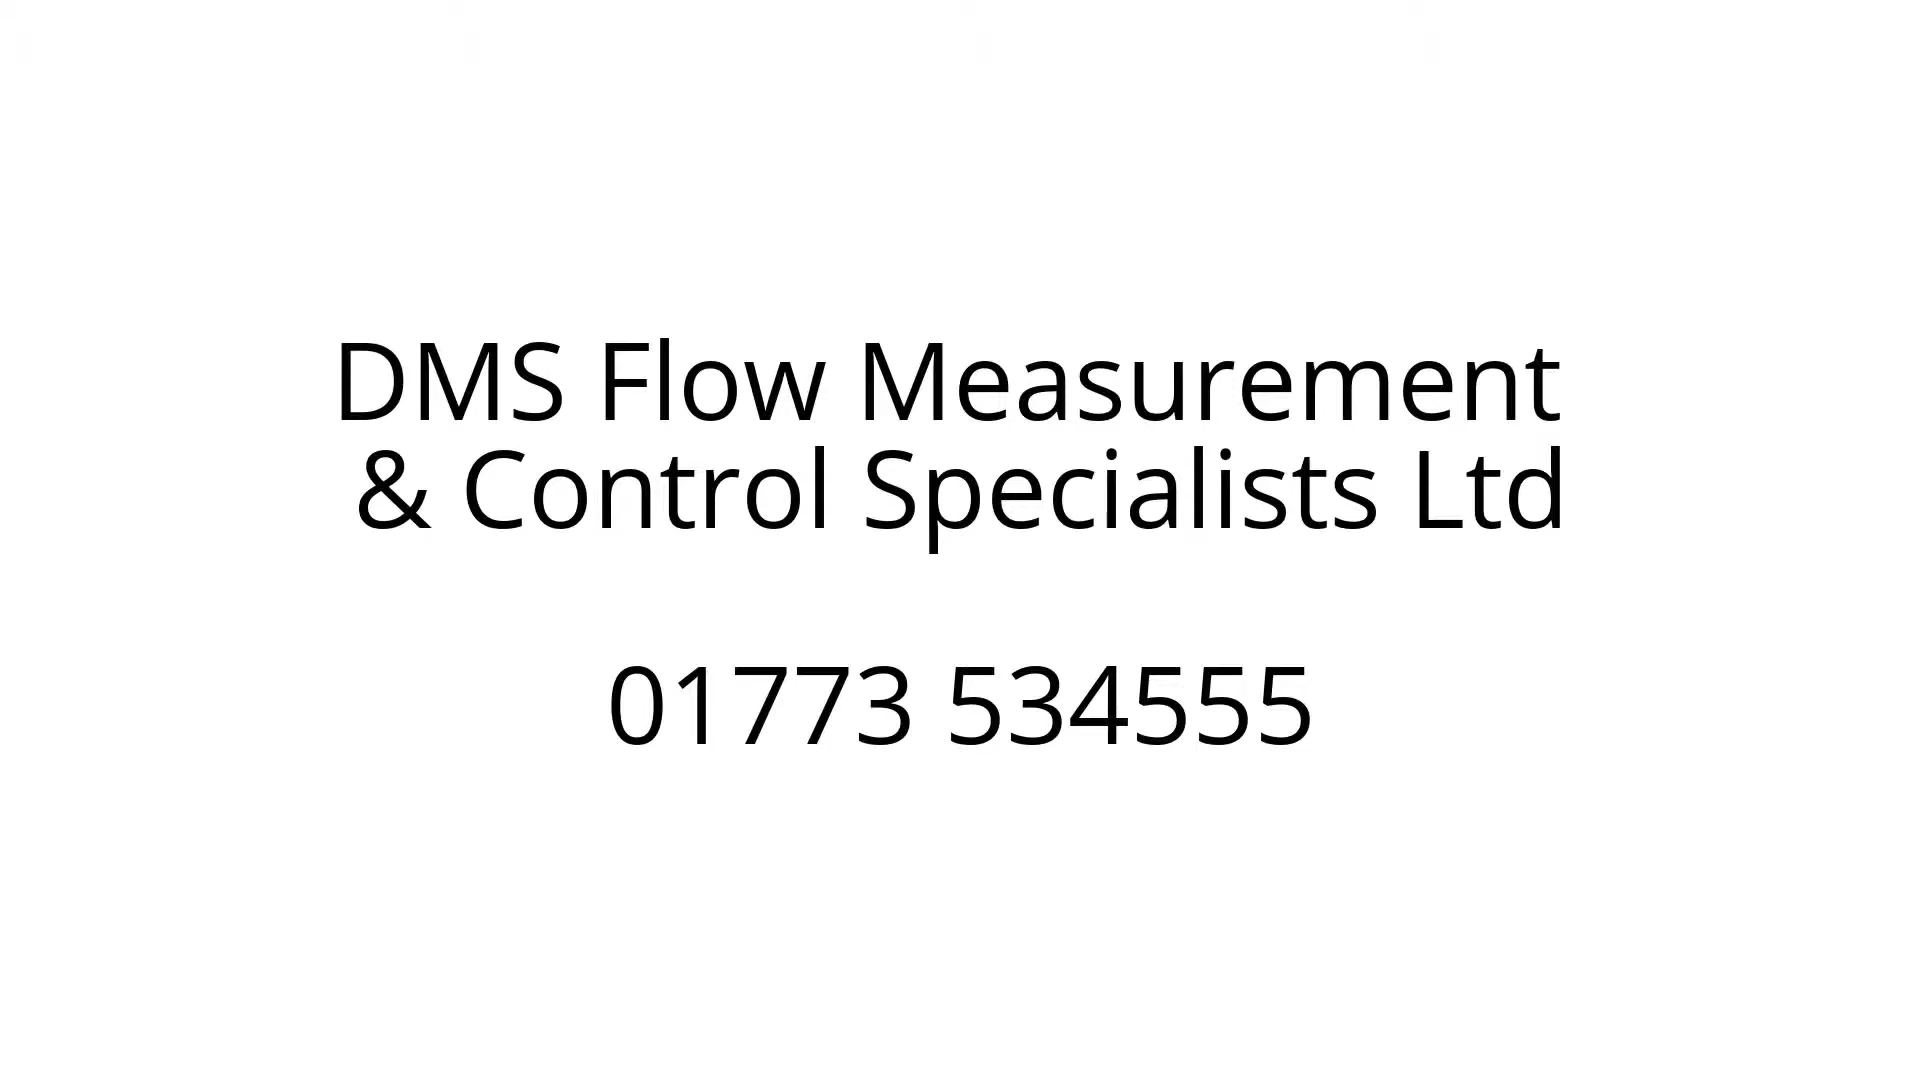 DMS Flow Measurement
& Control Specialists Ltd
01773 534555